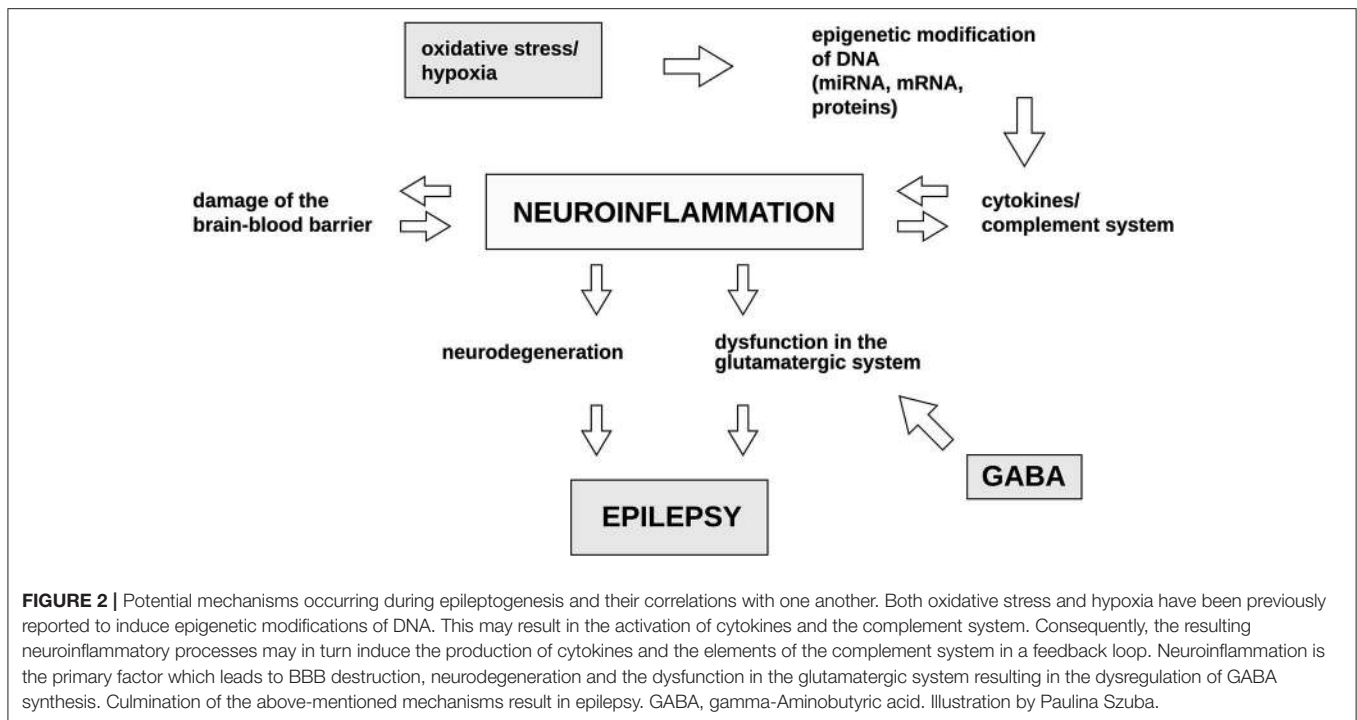 oxidative stress/
hypoxia
epigenetic modification
of DNA
(miRNA, mRNA,
proteins)
damage of the
brain-blood barrier
NEUROINFLAMMATION
cytokines/
complement system
neurodegeneration
dysfunction in the
glutamatergic system
GABA
EPILEPSY
FIGURE 2 | Potential mechanisms occurring during epileptogenesis and their correlations with one another. Both oxidative stress and hypoxia have been previously
reported to induce epigenetic modifications of DNA. This may result in the activation of cytokines and the complement system. Consequently, the resulting
neuroinflammatory processes may in turn induce the production of cytokines and the elements of the complement system in a feedback loop. Neuroinflammation is
the primary factor which leads to BBB destruction, neurodegeneration and the dysfunction in the glutamatergic system resulting in the dysregulation of GABA
synthesis. Culmination of the above-mentioned mechanisms result in epilepsy. GABA, gamma-Aminobutyric acid. Illustration by Paulina Szuba.